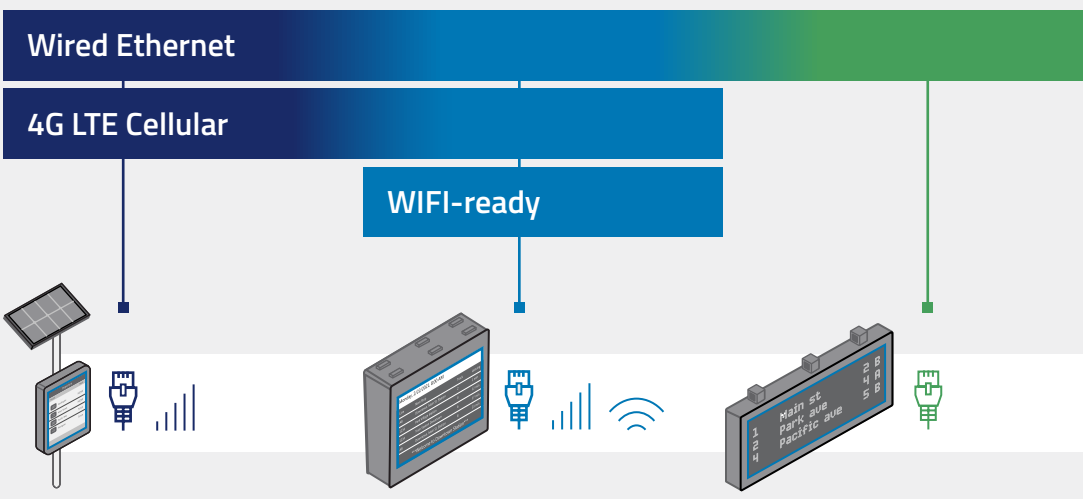 Wired Ethernet
4G LTE Cellular
WIFI-ready
1 Main st 2 B
2 Park ave 4 A
4 Pacific ave 5 B